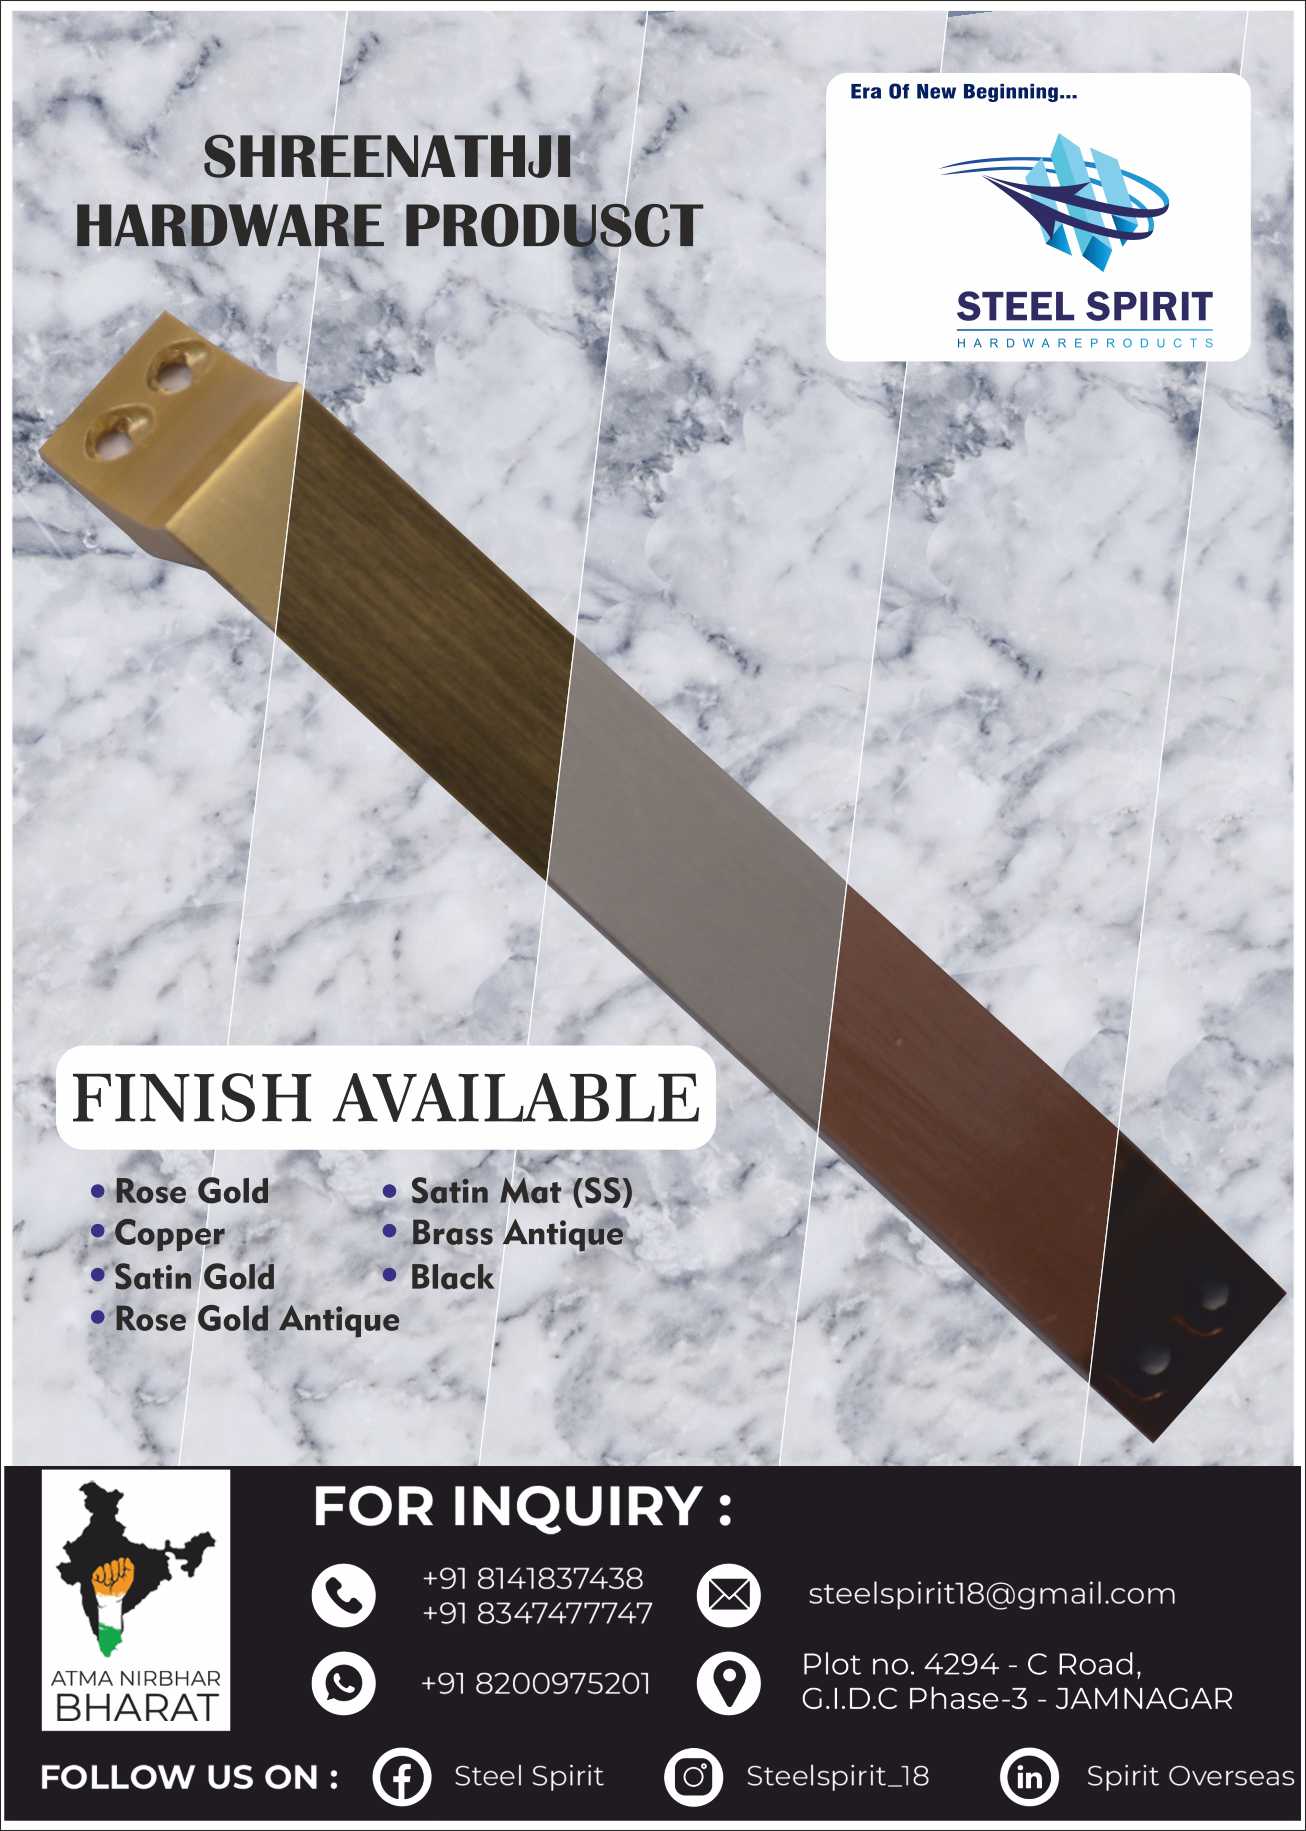 Era Of New Beginning...
SHREENATHJI
HARDWARE PRODUSCT
STEEL SPIRIT
HARDWAREPRODUCTS
FINISH AVAILABLE
• Rose Gold
• Copper
• Satin Gold
• Rose Gold Antique
• Satin Mat (SS)
• Brass Antique
• Black
ATMA NIRBHAR
BHARAT
FOR INQUIRY :
+91 8141837438
+91 8347477747
steelspirit18@gmail.com
+91 8200975201
Plot no. 4294 - C Road,
G.I.D.C Phase-3 - JAMNAGAR
FOLLOW US ON :
Steel Spirit
Steelspirit_18
in
Spirit Overseas